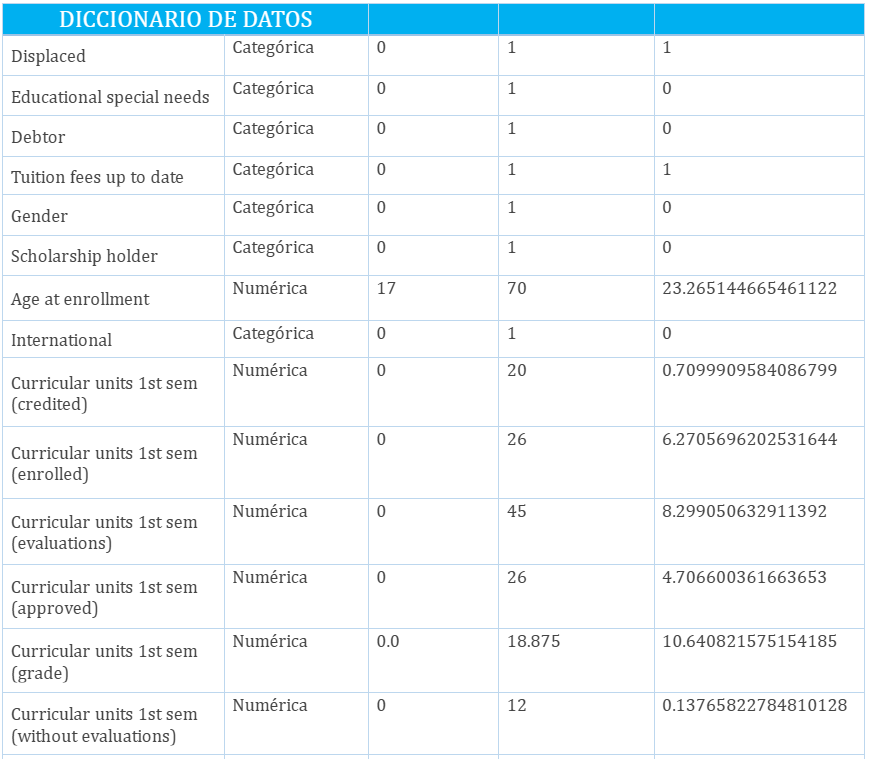 DICCIONARIO DE DATOS
Displaced Categórica 0 1 1
Educational special needs Categórica 0 1 0
Debtor Categórica 0 1 0
Tuition fees up to date Categórica 0 1 1
Gender Categórica 0 1 0
Scholarship holder Categórica 0 1 0
Age at enrollment Numérica 17 70 23.265144665461122
International Categórica 0 1 0
Curricular units 1st sem Numérica 0 20 0.7099909584086799
(credited)
Curricular units 1st sem Numérica 0 26 6.2705696202531644
(enrolled)
Curricular units 1st sem Numérica 0 45 8.299050632911392
(evaluations)
Curricular units 1st sem Numérica 0 26 4.706600361663653
(approved)
Curricular units 1st sem Numérica 0.0 18.875 10.640821575154185
(grade)
Curricular units 1st sem Numérica 0 12 0.13765822784810128
(without evaluations)